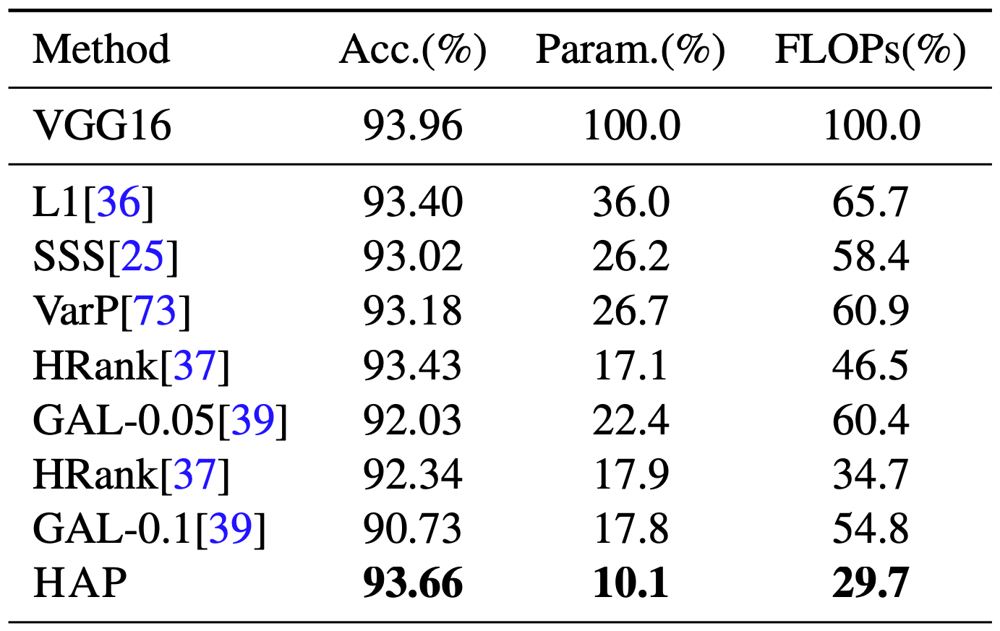 Method Acc.(%) Param.(%) FLOPs(%)
VGG16 93.96 100.0 100.0
L1[36] 93.40 36.0 65.7
SSS[25] 93.02 26.2 58.4
VarP[73] 93.18 26.7 60.9
HRank[37] 93.43 17.1 46.5
GAL-0.05[39] 92.03 22.4 60.4
HRank[37] 92.34 17.9 34.7
GAL-0.1[39] 90.73 17.8 54.8
HAP 93.66 10.1 29.7